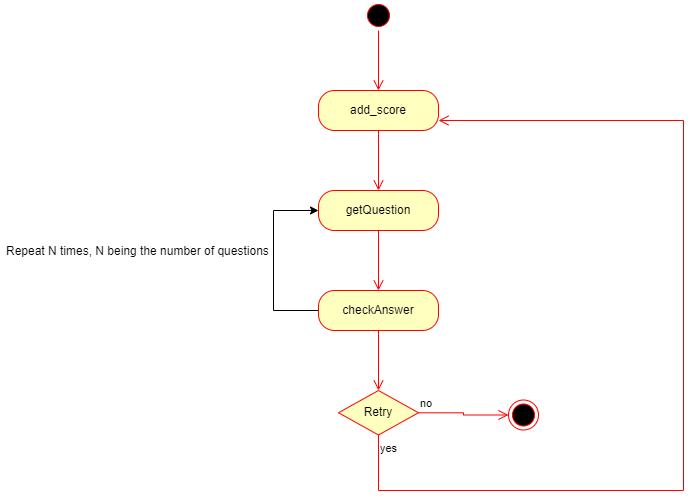 add_score
getQuestion
Repeat N times, N being the number of questions
checkAnswer
Retry
no
yes